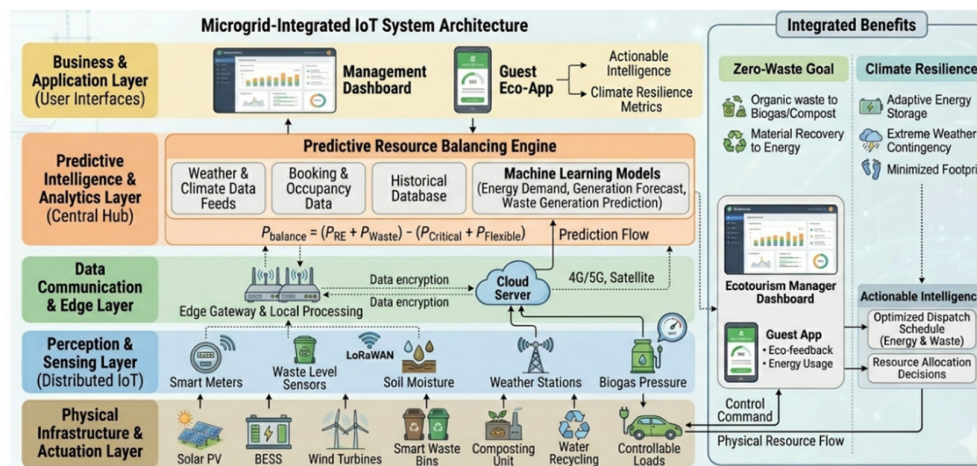 Microgrid-Integrated IoT System Architecture
Business &
Application Layer
(User Interfaces)
Management
Dashboard
Guest
Eco-App
Actionable
Intelligence
Climate Resilience
Metrics
Predictive
Intelligence &
Analytics Layer
(Central Hub)
Predictive Resource Balancing Engine
Weather &
Climate Data
Feeds
Booking &
Occupancy
Data
Historical
Database
Machine Learning Models
(Energy Demand, Generation Forecast,
Waste Generation Prediction)
P_balance = (P_RE + P_Waste) − (P_Critical + P_Flexible)
Prediction Flow
Data
Communication
& Edge Layer
Edge Gateway & Local Processing
Data encryption
Data encryption
Cloud
Server
4G/5G, Satellite
Perception &
Sensing Layer
(Distributed IoT)
Smart Meters
Waste Level
Sensors
LoRaWAN
Soil Moisture
Weather Stations
Biogas Pressure
Physical
Infrastructure &
Actuation Layer
Solar PV
BESS
Wind Turbines
Smart Waste
Bins
Composting
Unit
Water
Recycling
Controllable
Loads
Integrated Benefits
Zero-Waste Goal
Organic waste to
Biogas/Compost
Material Recovery
to Energy
Climate Resilience
Adaptive Energy
Storage
Extreme Weather
Contingency
Minimized Footprin
Ecotourism Manager
Dashboard
Guest App
• Eco-feedback
• Energy Usage
Actionable Intelligence
Optimized Dispatch
Schedule
(Energy & Waste)
Resource Allocation
Decisions
Control
Command
Physical Resource Flow